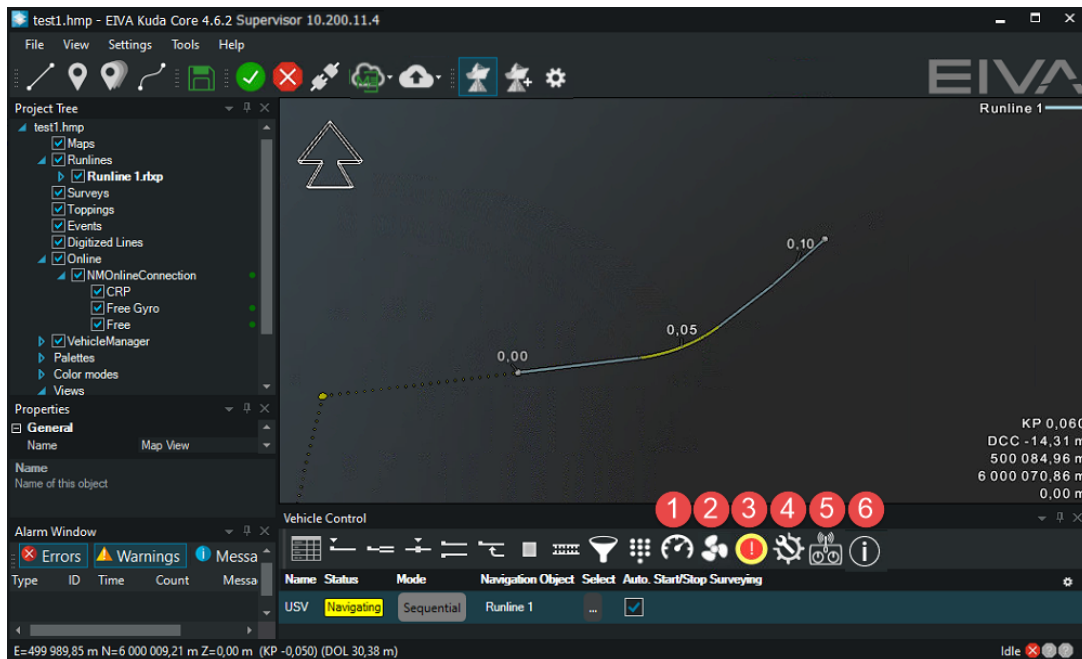 test1.hmp - EIVA Kuda Core 4.6.2 Supervisor 10.200.11.4
File View Settings Tools Help
EIVA
Project Tree
test1.hmp
Maps
Runlines
Runline 1.rlxp
Surveys
Toppings
Events
Digitized Lines
Online
NMOnlineConnection
CRP
Free Gyro
Free
VehicleManager
Palettes
Color modes
Views
Runline 1
0,10
0,05
0,00
KP 0,060
DCC -14,31 m
500 084,96 m
6 000 070,86 m
0,00 m
Properties
General
Name Map View
Name
Name of this object
Alarm Window
Errors Warnings Messa
Type ID Time Count Messa
Vehicle Control
1 2 3 4 5 6
Name Status Mode Navigation Object Select Auto. Start/Stop Surveying
USV Navigating Sequential Runline 1 ...
E=499 989,85 m N=6 000 009,21 m Z=0,00 m (KP -0,050) (DOL 30,38 m)
Idle